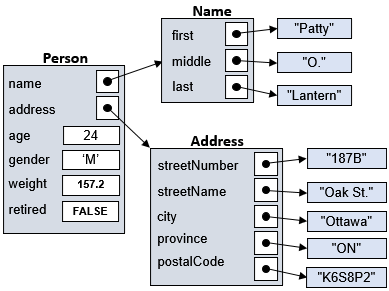 Name
first "Patty"
middle "O."
last "Lantern"
Person
name
address
age 24
gender 'M'
weight 157.2
retired FALSE
Address
streetNumber "187B"
streetName "Oak St."
city "Ottawa"
province "ON"
postalCode "K6S8P2"